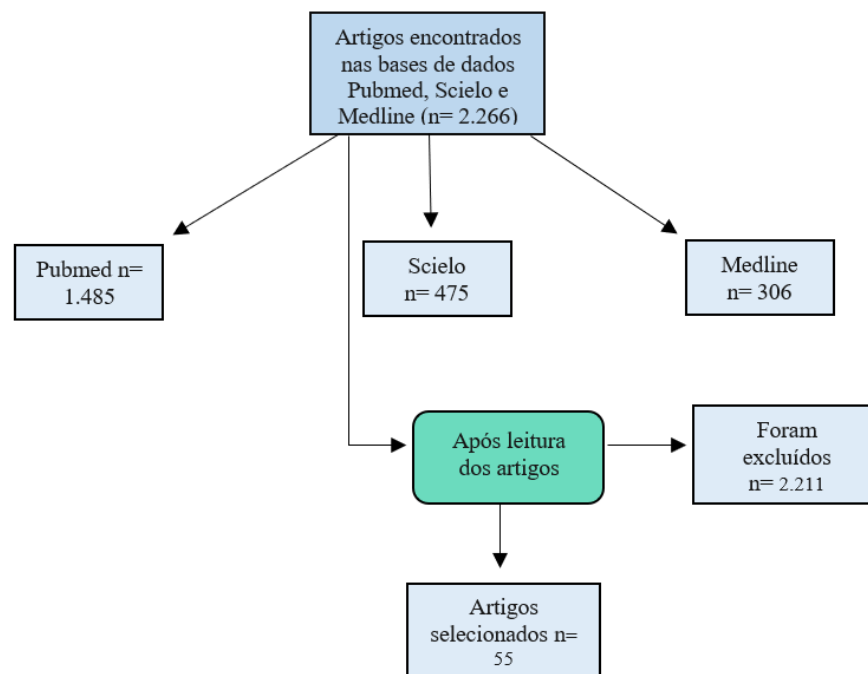 Artigos encontrados
nas bases de dados
Pubmed, Scielo e
Medline (n= 2.266)
Pubmed n=
1.485
Scielo
n= 475
Medline
n= 306
Após leitura
dos artigos
Foram
excluídos
n= 2.211
Artigos
selecionados n=
55